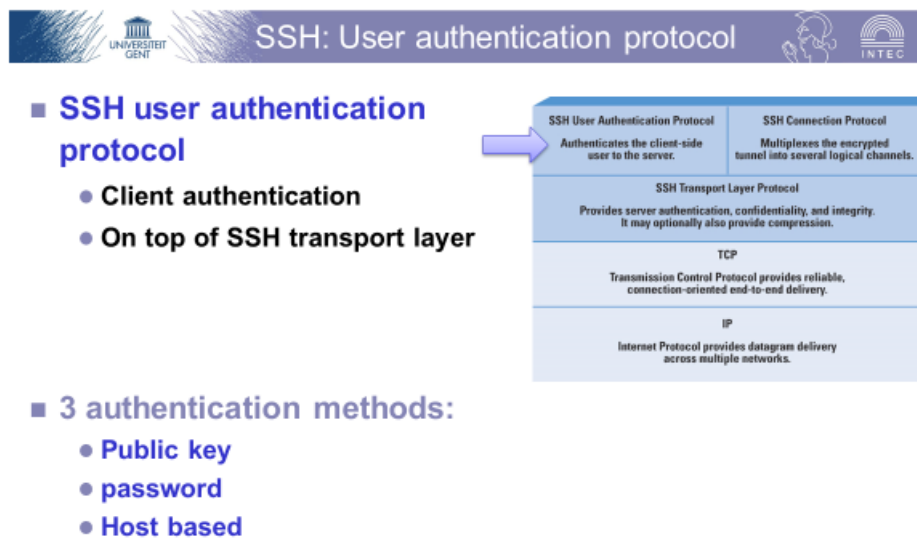 UNIVERSITEIT
GENT
SSH: User authentication protocol
INTEC
SSH user authentication
protocol
Client authentication
On top of SSH transport layer
SSH User Authentication Protocol
Authenticates the client-side
user to the server.
SSH Connection Protocol
Multiplexes the encrypted
tunnel into several logical channels.
SSH Transport Layer Protocol
Provides server authentication, confidentiality, and integrity.
It may optionally also provide compression.
TCP
Transmission Control Protocol provides reliable,
connection-oriented end-to-end delivery.
IP
Internet Protocol provides datagram delivery
across multiple networks.
3 authentication methods:
Public key
password
Host based